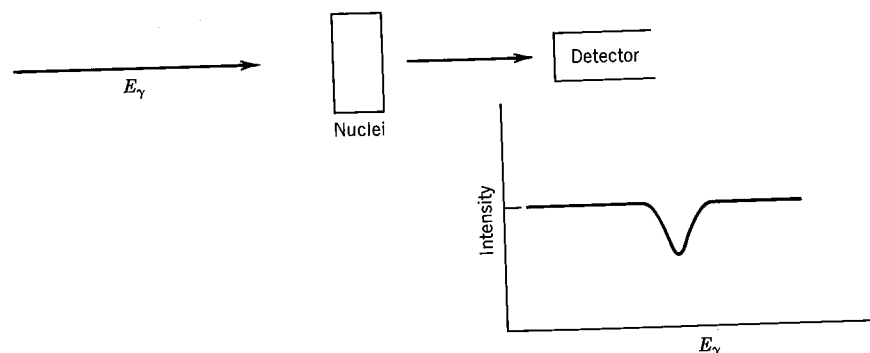 E_γ
Nuclei
Detector
Intensity
E_γ